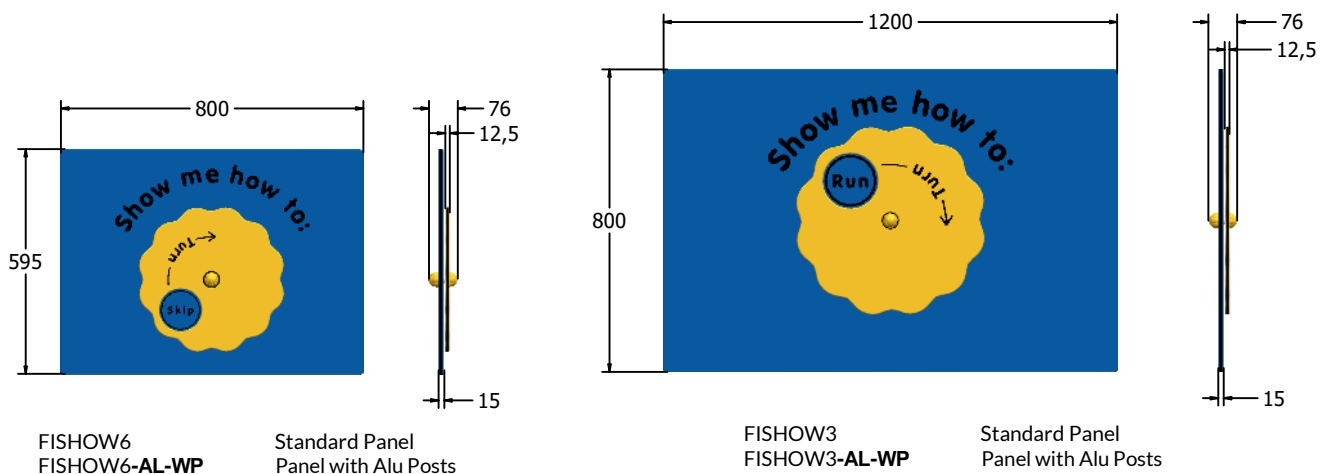 800
76
12,5
595
Show me how to:
Turn
Skip
15
FISHOW6 Standard Panel
FISHOW6-AL-WP Panel with Alu Posts
1200
76
12,5
800
Show me how to:
Run
Turn
15
FISHOW3 Standard Panel
FISHOW3-AL-WP Panel with Alu Posts